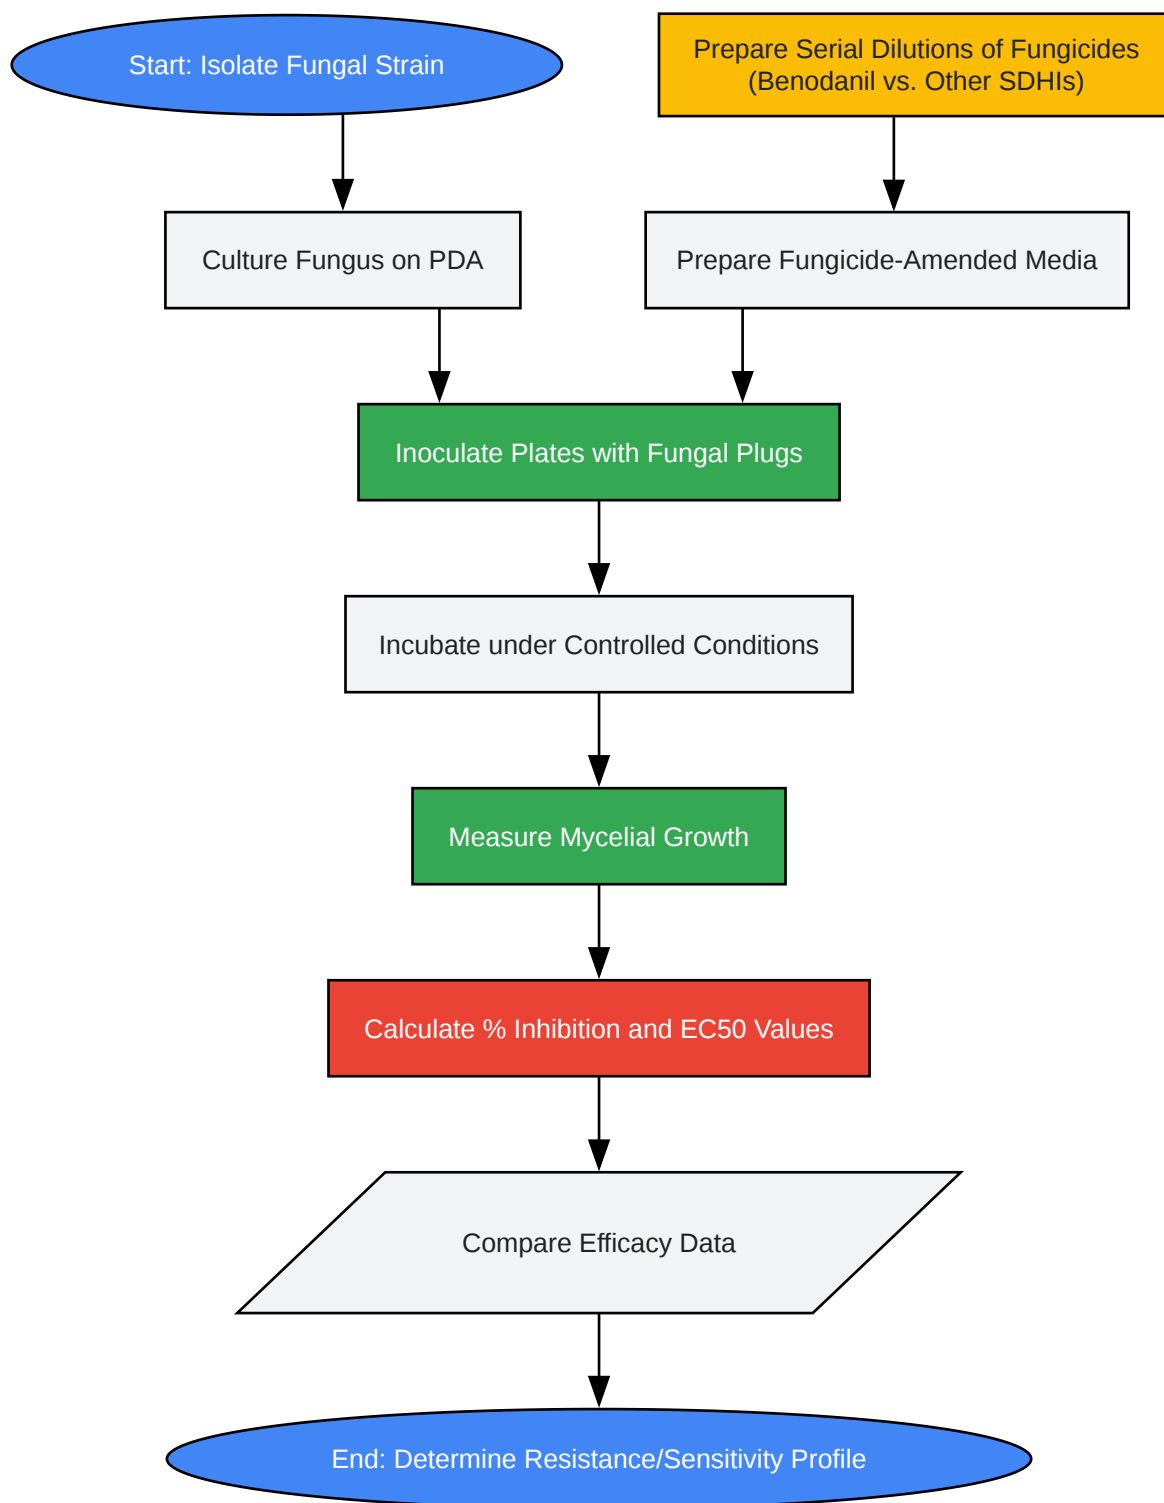 Start: Isolate Fungal Strain
Prepare Serial Dilutions of Fungicides
(Benodanil vs. Other SDHIs)
Culture Fungus on PDA
Prepare Fungicide-Amended Media
Inoculate Plates with Fungal Plugs
Incubate under Controlled Conditions
Measure Mycelial Growth
Calculate % Inhibition and EC50 Values
Compare Efficacy Data
End: Determine Resistance/Sensitivity Profile